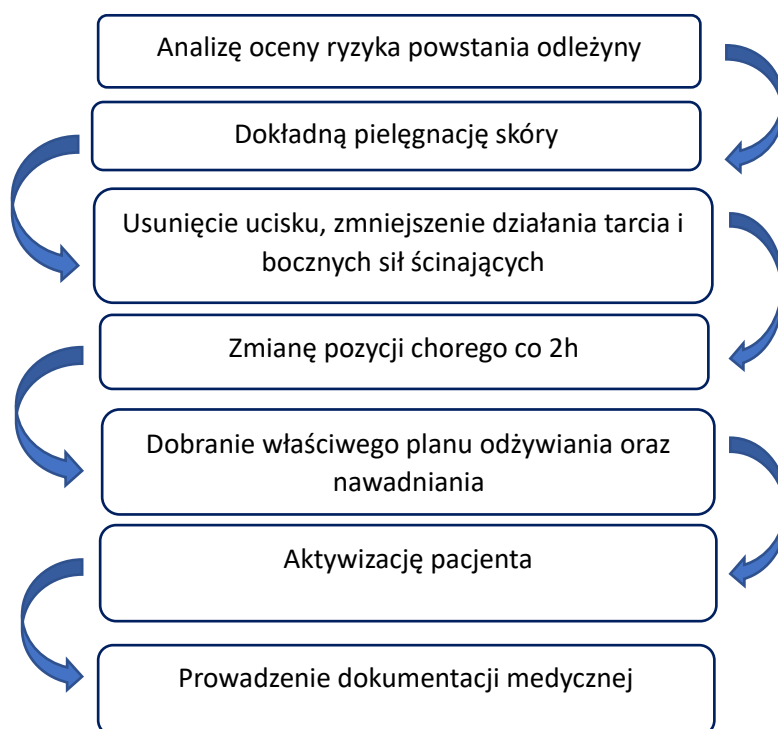 Analizę oceny ryzyka powstania odleżyny
Dokładną pielęgnację skóry
Usunięcie ucisku, zmniejszenie działania tarcia i
bocznych sił ścinających
Zmianę pozycji chorego co 2h
Dobranie właściwego planu odżywiania oraz
nawadniania
Aktywizację pacjenta
Prowadzenie dokumentacji medycznej